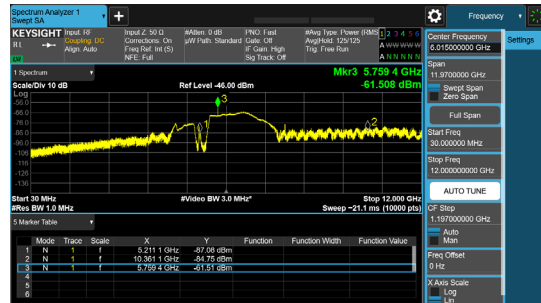 Spectrum Analyzer 1
Swept SA
+
Frequency
KEYSIGHT
Input: RF
Coupling: DC
Align: Auto
Input Z: 50 Ω
Corrections: On
Freq Ref: Int (S)
NFE: Full
#Atten: 0 dB
µW Path: Standard
PNO: Fast
Gate: Off
IF Gain: High
Sig Track: Off
#Avg Type: Power (RMS
Avg|Hold: 125/125
Trig: Free Run
1 2 3 4 5 6
A W W W W W
A N N N N N
1 Spectrum
Scale/Div 10 dB
Log
Ref Level -46.00 dBm
Mkr3 5.759 4 GHz
-61.508 dBm
-56.0
-66.0
-76.0
-86.0
-96.0
-106
-116
-126
-136
3
1
2
Start 30 MHz
#Res BW 1.0 MHz
#Video BW 3.0 MHz*
Stop 12.000 GHz
Sweep ~21.1 ms (10000 pts)
5 Marker Table
Mode Trace Scale X Y Function Function Width Function Value
1 N 1 f 5.211 1 GHz -87.08 dBm
2 N 1 f 10.361 1 GHz -84.75 dBm
3 N 1 f 5.759 4 GHz -61.51 dBm
4
5
6
Center Frequency
6.015000000 GHz
Settings
Span
11.9700000 GHz
Swept Span
Zero Span
Full Span
Start Freq
30.000000 MHz
Stop Freq
12.000000000 GHz
AUTO TUNE
CF Step
1.197000000 GHz
Auto
Man
Freq Offset
0 Hz
X Axis Scale
Log
Lin